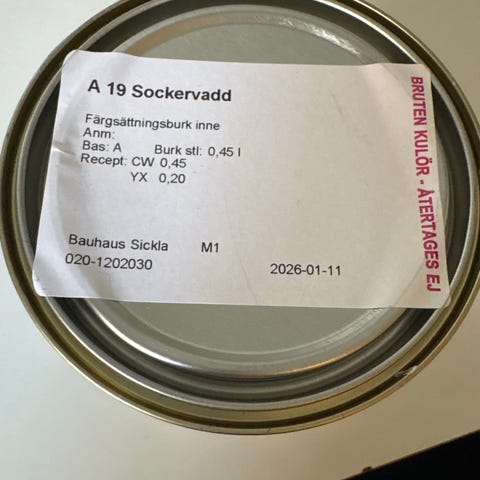 A 19 Sockervadd
Färgsättningsburk inne
Anm:
Bas: A Burk stl: 0,45 l
Recept: CW 0,45
YX 0,20
Bauhaus Sickla M1
020-1202030 2026-01-11
BRUTEN KULÖR - ÅTERTAGES EJ